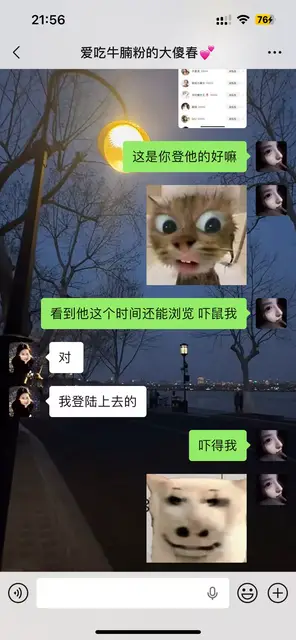 21:56
76
爱吃牛腩粉的大傻春💕
这是你登他的好嘛
看到他这个时间还能浏览 吓鼠我
对
我登陆上去的
吓得我